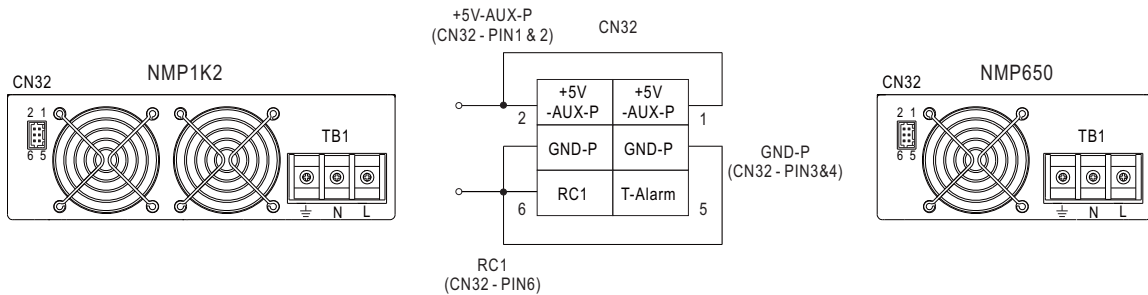 NMP1K2
CN32
2 1
6 5
TB1
N L
+5V-AUX-P
(CN32 - PIN1 & 2)
CN32
+5V
-AUX-P
+5V
-AUX-P
2
1
GND-P
GND-P
GND-P
(CN32 - PIN3&4)
6
RC1
T-Alarm
5
RC1
(CN32 - PIN6)
NMP650
CN32
2 1
6 5
TB1
N L